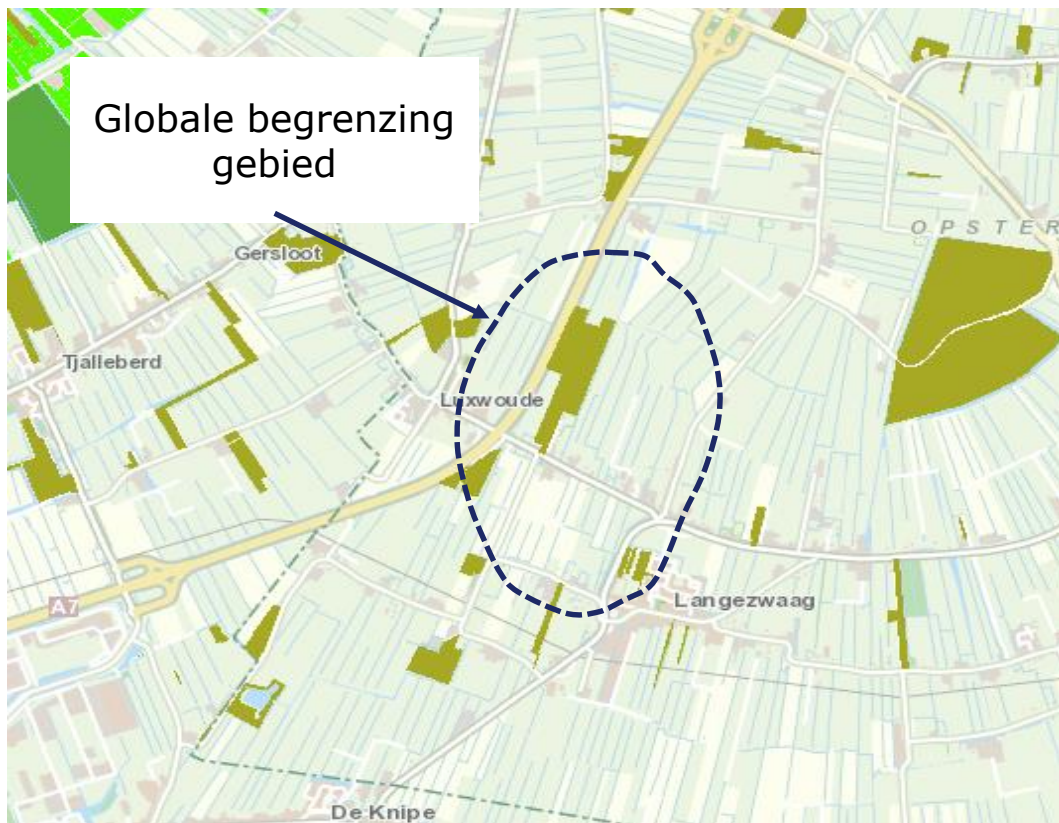 Globale begrenzing
gebied
OPSTER
Gersloot
Tjalleberd
Luxwoude
A7
Langezwaag
De Knipe